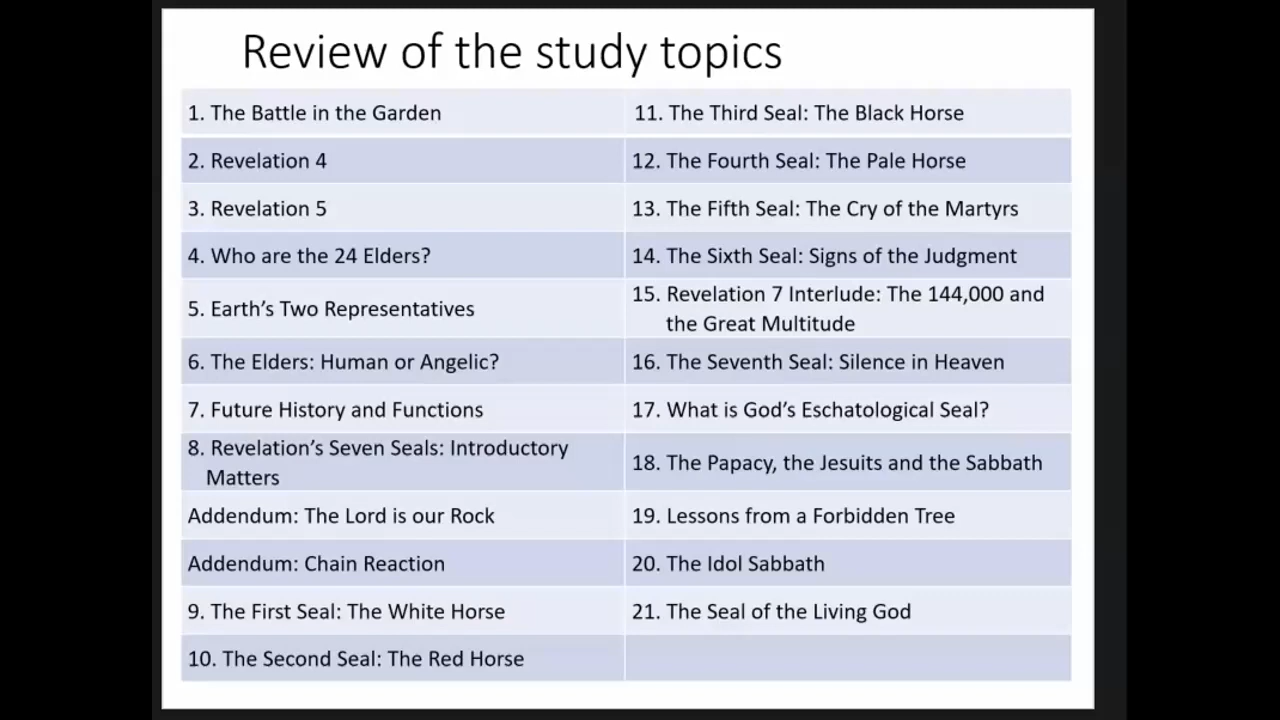 Review of the study topics
1. The Battle in the Garden
2. Revelation 4
3. Revelation 5
4. Who are the 24 Elders?
5. Earth’s Two Representatives
6. The Elders: Human or Angelic?
7. Future History and Functions
8. Revelation’s Seven Seals: Introductory
Matters
Addendum: The Lord is our Rock
Addendum: Chain Reaction
9. The First Seal: The White Horse
10. The Second Seal: The Red Horse
11. The Third Seal: The Black Horse
12. The Fourth Seal: The Pale Horse
13. The Fifth Seal: The Cry of the Martyrs
14. The Sixth Seal: Signs of the Judgment
15. Revelation 7 Interlude: The 144,000 and
the Great Multitude
16. The Seventh Seal: Silence in Heaven
17. What is God’s Eschatological Seal?
18. The Papacy, the Jesuits and the Sabbath
19. Lessons from a Forbidden Tree
20. The Idol Sabbath
21. The Seal of the Living God